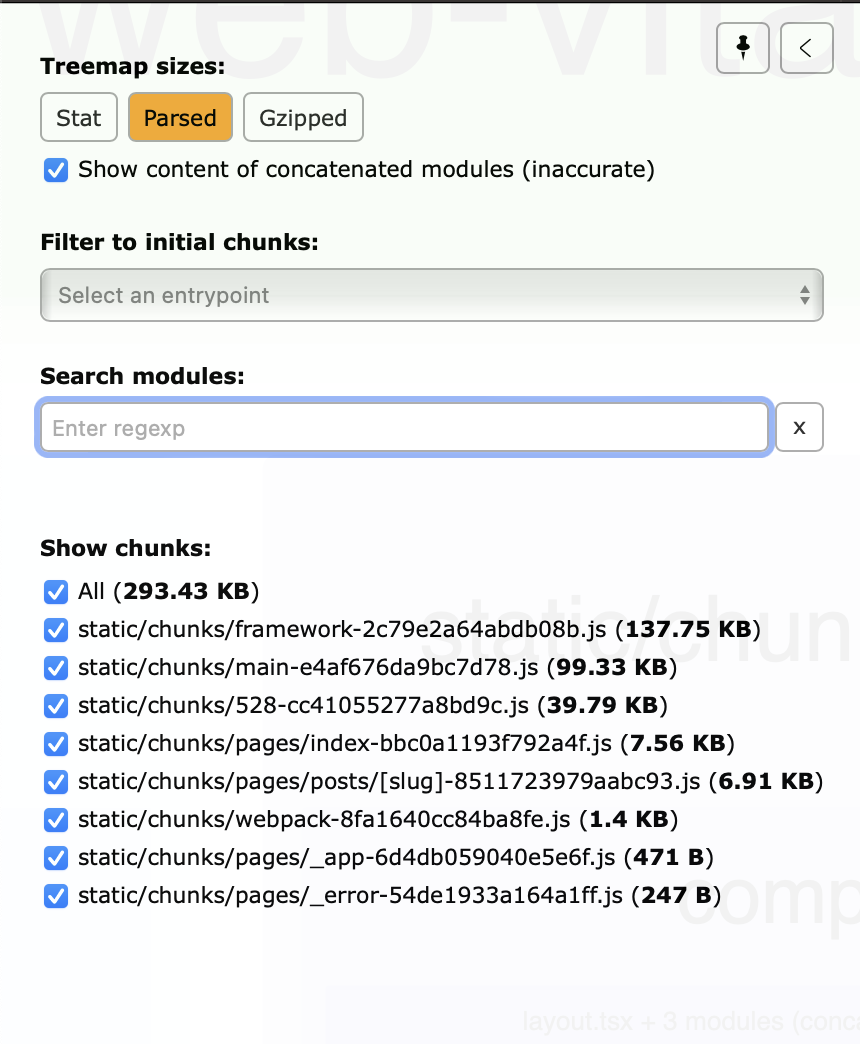 web-vita
Treemap sizes:
<
Stat Parsed Gzipped
Show content of concatenated modules (inaccurate)
Filter to initial chunks:
Select an entrypoint
Search modules:
Enter regexp x
Show chunks:
All (293.43 KB)
static/chun
static/chunks/framework-2c79e2a64abdb08b.js (137.75 KB)
static/chunks/main-e4af676da9bc7d78.js (99.33 KB)
static/chunks/528-cc41055277a8bd9c.js (39.79 KB)
static/chunks/pages/index-bbc0a1193f792a4f.js (7.56 KB)
static/chunks/pages/posts/[slug]-8511723979aabc93.js (6.91 KB)
static/chunks/webpack-8fa1640cc84ba8fe.js (1.4 KB)
static/chunks/pages/_app-6d4db059040e5e6f.js (471 B)
static/chunks/pages/_error-54de1933a164a1ff.js (247 B)
comp
layout.tsx + 3 modules (conca